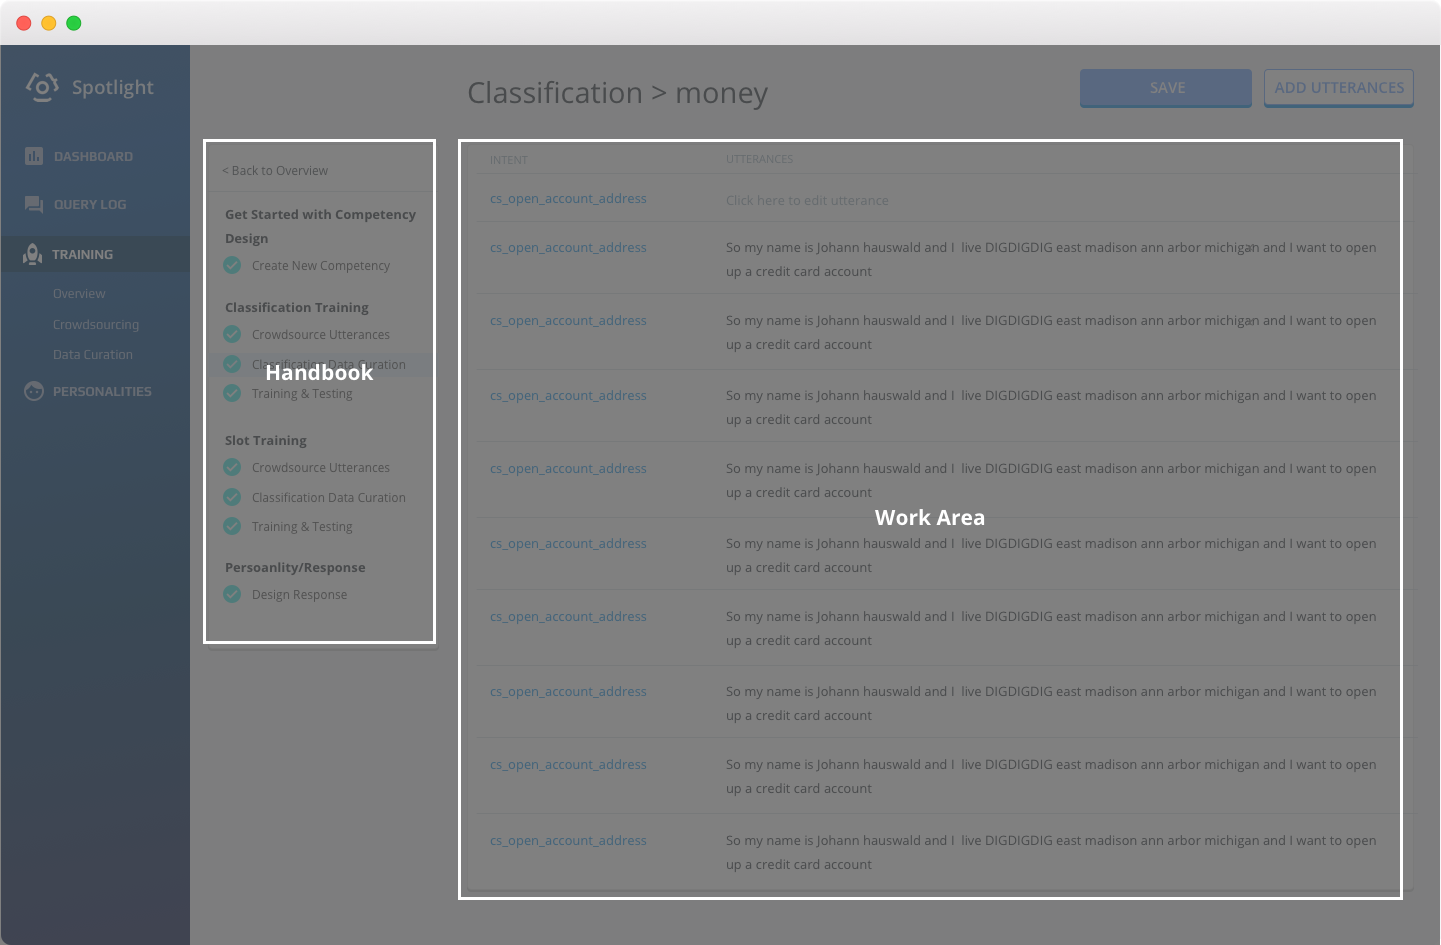 Spotlight
DASHBOARD
QUERY LOG
TRAINING
Overview
Crowdsourcing
Data Curation
PERSONALITIES
Classification > money
SAVE
ADD UTTERANCES
< Back to Overview
Get Started with Competency
Design
Create New Competency
Classification Training
Crowdsource Utterances
Classification Data Curation
Handbook
Training & Testing
Slot Training
Crowdsource Utterances
Classification Data Curation
Training & Testing
Persoanlity/Response
Design Response
INTENT UTTERANCES
cs_open_account_address Click here to edit utterance
cs_open_account_address So my name is Johann hauswald and I live DIGDIGDIG east madison ann arbor michigan and I want to open
up a credit card account
cs_open_account_address So my name is Johann hauswald and I live DIGDIGDIG east madison ann arbor michigan and I want to open
up a credit card account
cs_open_account_address So my name is Johann hauswald and I live DIGDIGDIG east madison ann arbor michigan and I want to open
up a credit card account
cs_open_account_address So my name is Johann hauswald and I live DIGDIGDIG east madison ann arbor michigan and I want to open
up a credit card account
Work Area
cs_open_account_address So my name is Johann hauswald and I live DIGDIGDIG east madison ann arbor michigan and I want to open
up a credit card account
cs_open_account_address So my name is Johann hauswald and I live DIGDIGDIG east madison ann arbor michigan and I want to open
up a credit card account
cs_open_account_address So my name is Johann hauswald and I live DIGDIGDIG east madison ann arbor michigan and I want to open
up a credit card account
cs_open_account_address So my name is Johann hauswald and I live DIGDIGDIG east madison ann arbor michigan and I want to open
up a credit card account
cs_open_account_address So my name is Johann hauswald and I live DIGDIGDIG east madison ann arbor michigan and I want to open
up a credit card account